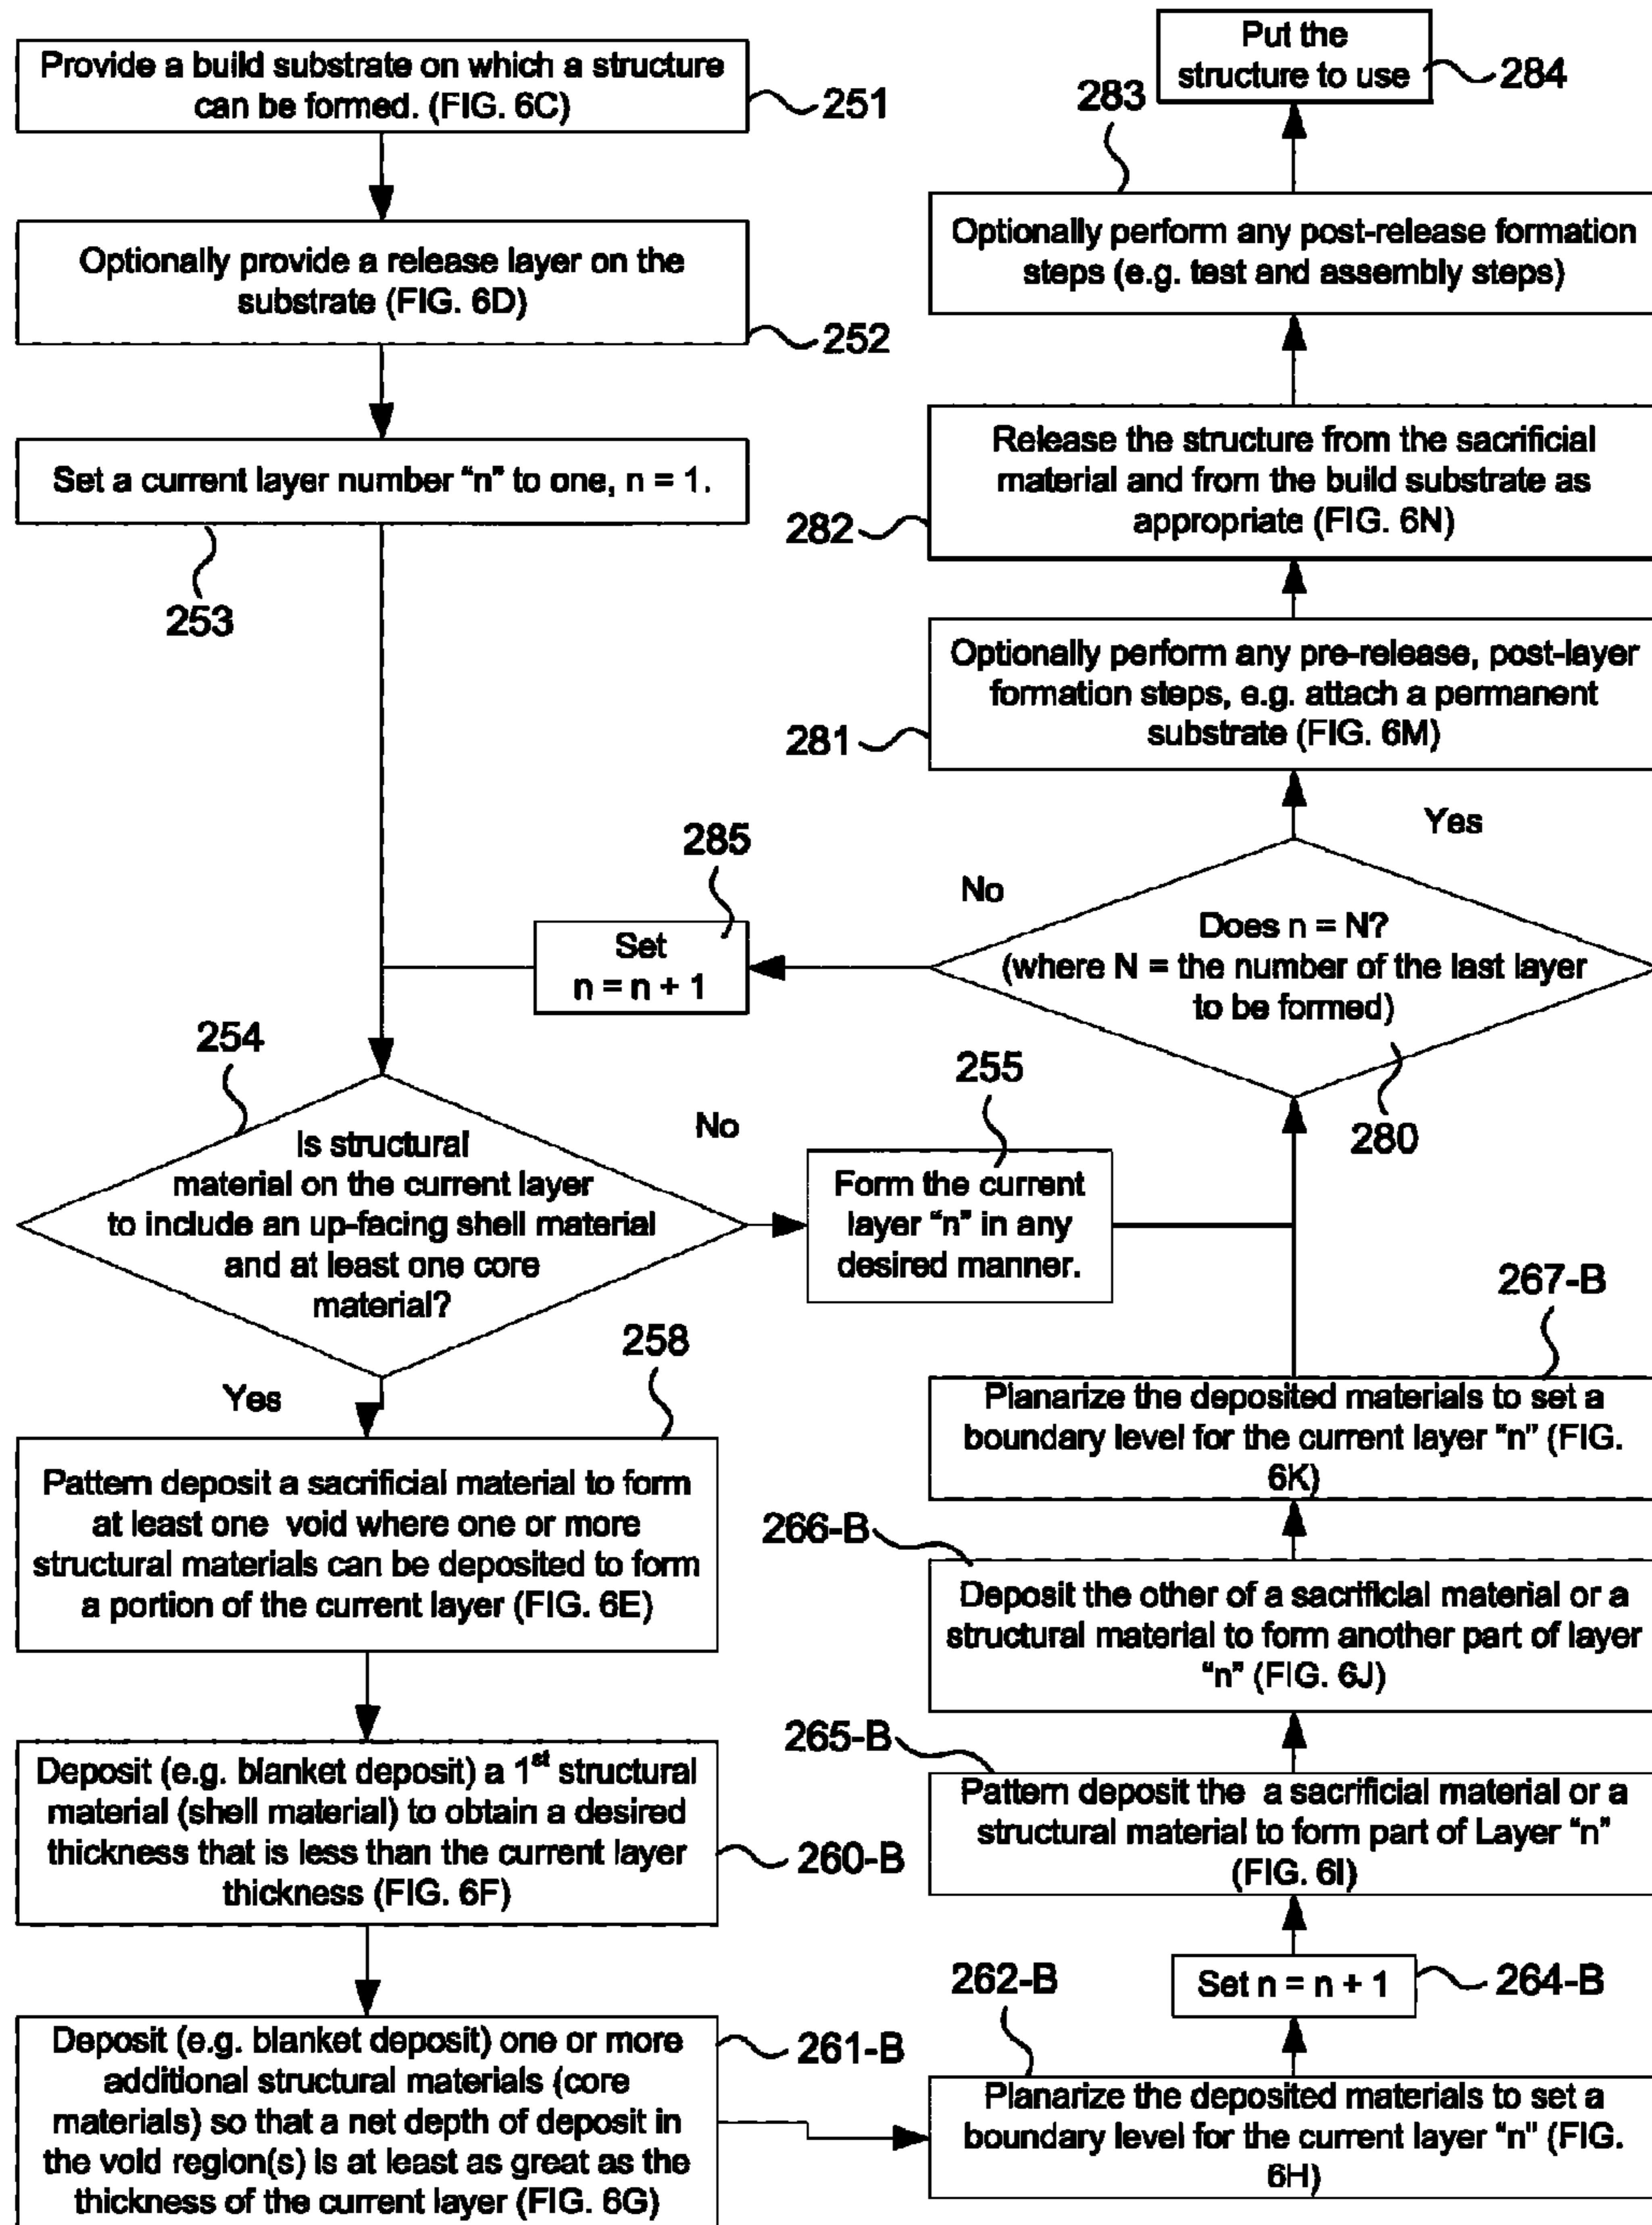 Provide a build substrate on which a structure
can be formed. (FIG. 6C)
251
Optionally provide a release layer on the
substrate (FIG. 6D)
252
Set a current layer number "n" to one, n = 1.
253
254
Is structural
material on the current layer
to include an up-facing shell material
and at least one core
material?
No
Yes
255
Form the current
layer "n" in any
desired manner.
258
Pattern deposit a sacrificial material to form
at least one void where one or more
structural materials can be deposited to form
a portion of the current layer (FIG. 6E)
Deposit (e.g. blanket deposit) a 1st structural
material (shell material) to obtain a desired
thickness that is less than the current layer
thickness (FIG. 6F)
260-B
Deposit (e.g. blanket deposit) one or more
additional structural materials (core
materials) so that a net depth of deposit in
the void region(s) is at least as great as the
thickness of the current layer (FIG. 6G)
261-B
262-B
Planarize the deposited materials to set a
boundary level for the current layer "n" (FIG.
6H)
Set n = n + 1
264-B
265-B
Pattern deposit the a sacrificial material or a
structural material to form part of Layer "n"
(FIG. 6I)
266-B
Deposit the other of a sacrificial material or a
structural material to form another part of layer
"n" (FIG. 6J)
267-B
Planarize the deposited materials to set a
boundary level for the current layer "n" (FIG.
6K)
Does n = N?
(where N = the number of the last layer
to be formed)
280
No
Yes
285
Set
n = n + 1
Optionally perform any pre-release, post-layer
formation steps, e.g. attach a permanent
substrate (FIG. 6M)
281
Release the structure from the sacrificial
material and from the build substrate as
appropriate (FIG. 6N)
282
283
Optionally perform any post-release formation
steps (e.g. test and assembly steps)
Put the
structure to use
284